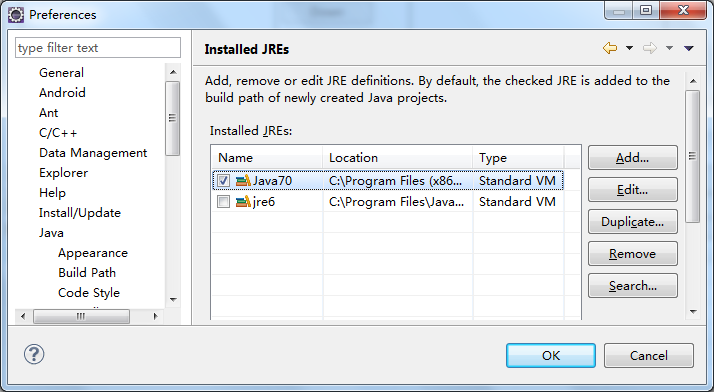 Preferences
type filter text
General
Android
Ant
C/C++
Data Management
Explorer
Help
Install/Update
Java
Appearance
Build Path
Code Style
Installed JREs
Add, remove or edit JRE definitions. By default, the checked JRE is added to the
build path of newly created Java projects.
Installed JREs:
Name Location Type
Java70 C:\Program Files (x86... Standard VM
jre6 C:\Program Files\Java... Standard VM
Add...
Edit...
Duplicate...
Remove
Search...
?
OK
Cancel